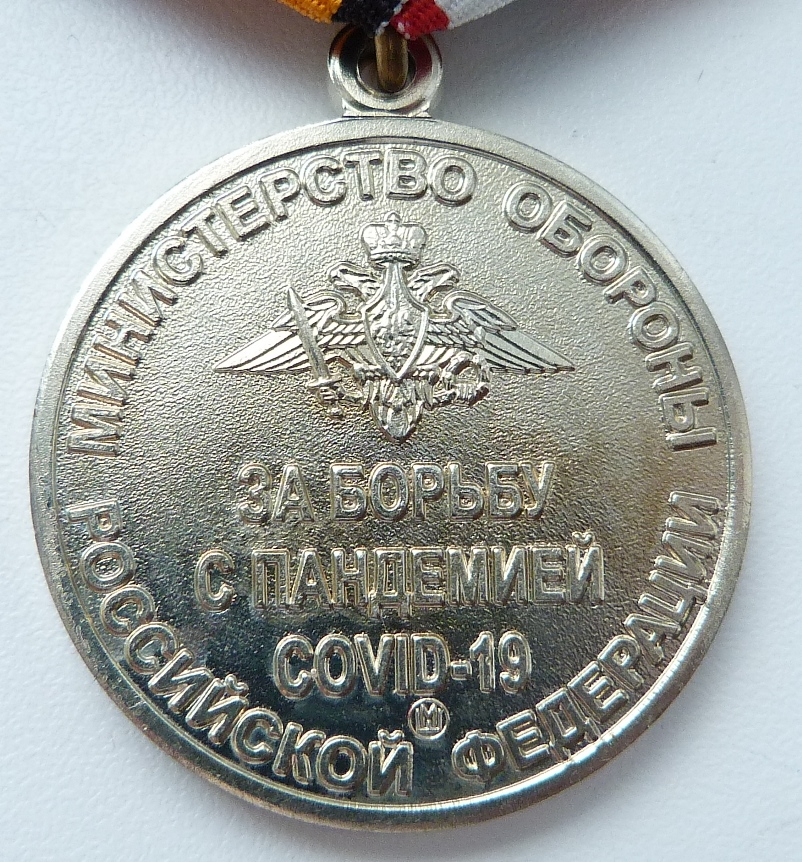 МИНИСТЕРСТВО ОБОРОНЫ
ЗА БОРЬБУ
С ПАНДЕМИЕЙ
COVID-19
М
РОССИЙСКОЙ ФЕДЕРАЦИИ